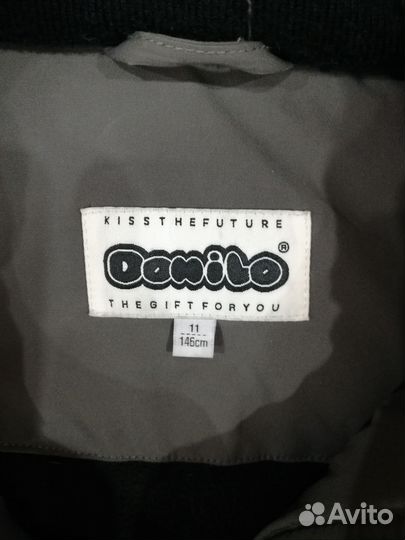 KISSTHEFUTURE
Danilo®
THEGIFTFORYOU
11
146cm
Avito